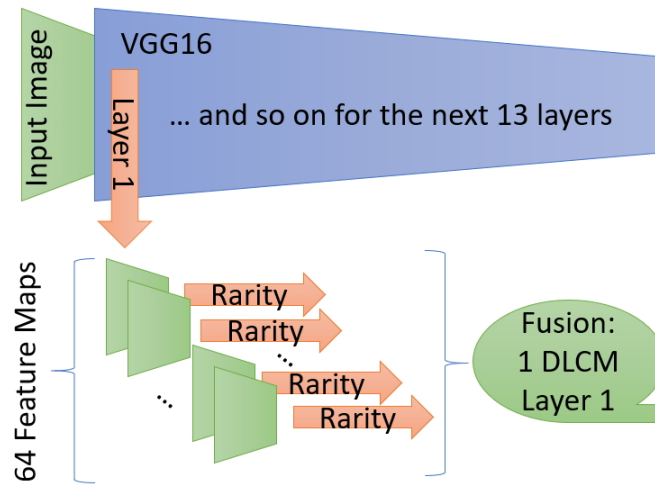 Input Image
VGG16
Layer 1
... and so on for the next 13 layers
64 Feature Maps
Rarity
Rarity
...
Rarity
...
Rarity
Fusion:
1 DLCM
Layer 1